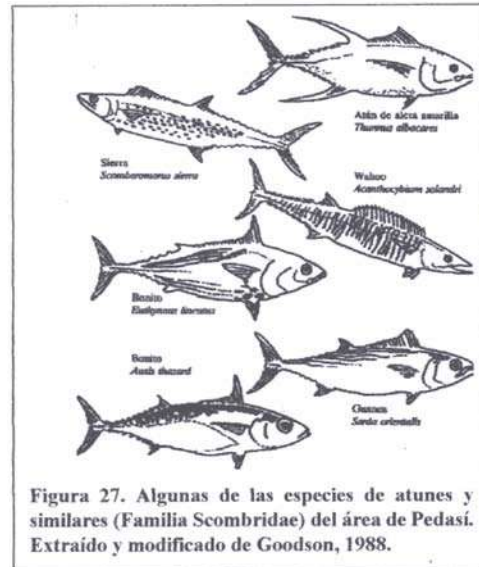 Atún de aleta amarilla
Thunnus albacares
Sierra
Scomberomorus sierra
Wahoo
Acanthocybium solandri
Bonito
Euthynnus lineatus
Bonito
Auxis thazard
Sarda orientalis
Figura 27. Algunas de las especies de atunes y
similares (Familia Scombridae) del área de Pedasí.
Extraído y modificado de Goodson, 1988.